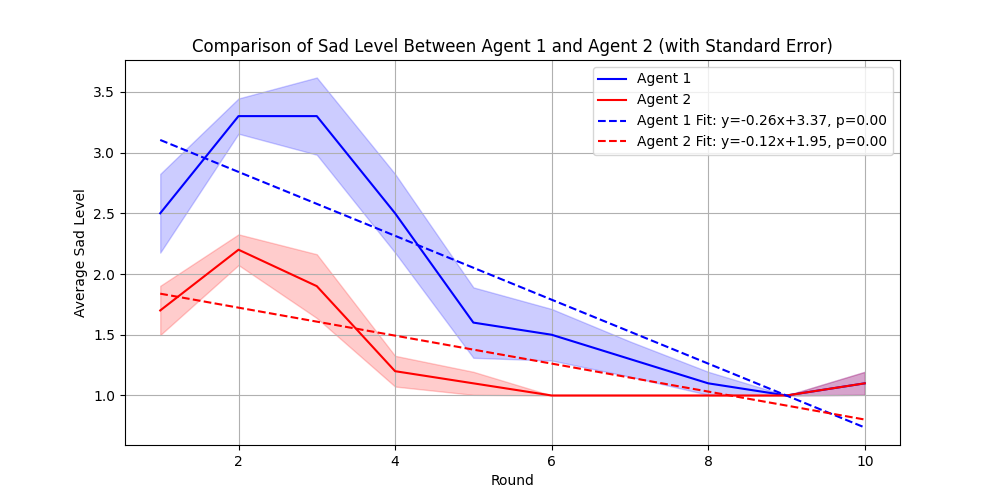 Comparison of Sad Level Between Agent 1 and Agent 2 (with Standard Error)
Agent 1
Agent 2
Agent 1 Fit: y=-0.26x+3.37, p=0.00
Agent 2 Fit: y=-0.12x+1.95, p=0.00
Average Sad Level
3.5
3.0
2.5
2.0
1.5
1.0
2 4 6 8 10
Round